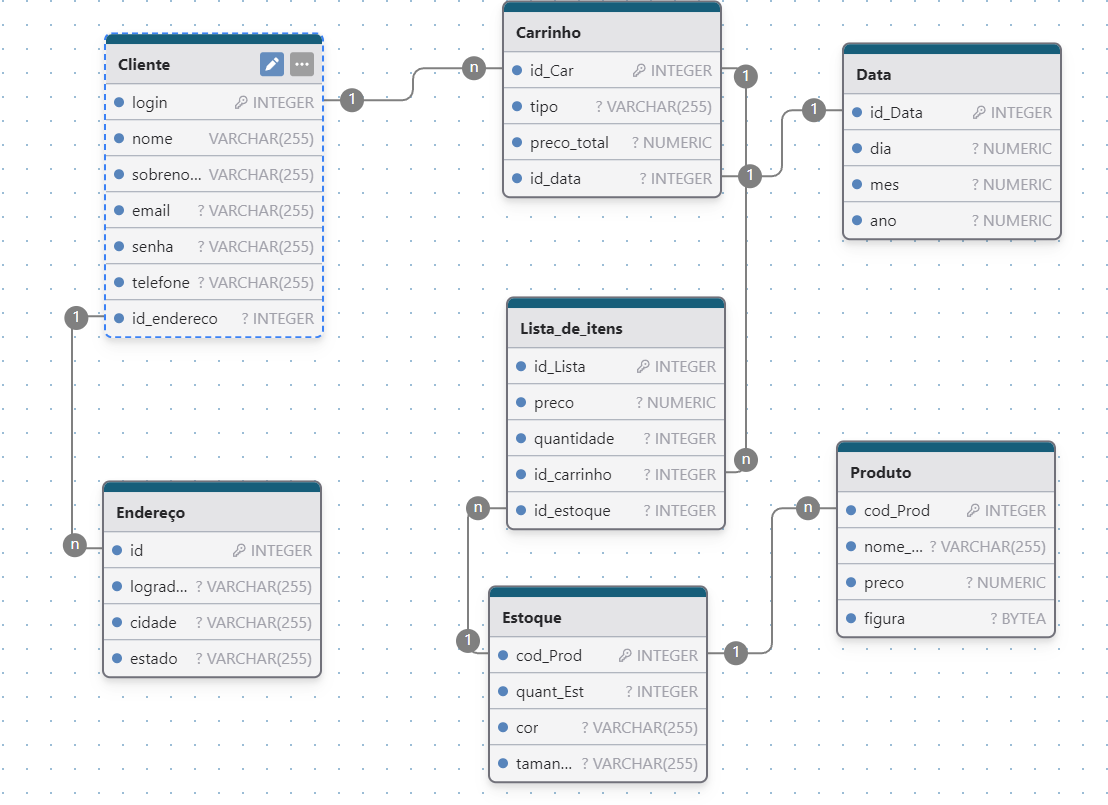 Cliente
login INTEGER
nome VARCHAR(255)
sobreno... VARCHAR(255)
email ? VARCHAR(255)
senha ? VARCHAR(255)
telefone ? VARCHAR(255)
id_endereco ? INTEGER
1
n
Carrinho
id_Car INTEGER
tipo ? VARCHAR(255)
preco_total ? NUMERIC
id_data ? INTEGER
1
1
1
Data
id_Data INTEGER
dia ? NUMERIC
mes ? NUMERIC
ano ? NUMERIC
1
n
Endereço
id INTEGER
lograd... ? VARCHAR(255)
cidade ? VARCHAR(255)
estado ? VARCHAR(255)
Lista_de_itens
id_Lista INTEGER
preco ? NUMERIC
quantidade ? INTEGER
id_carrinho ? INTEGER
id_estoque ? INTEGER
n
n
1
Estoque
cod_Prod INTEGER
quant_Est ? INTEGER
cor ? VARCHAR(255)
taman... ? VARCHAR(255)
1
n
Produto
cod_Prod INTEGER
nome_... ? VARCHAR(255)
preco ? NUMERIC
figura ? BYTEA